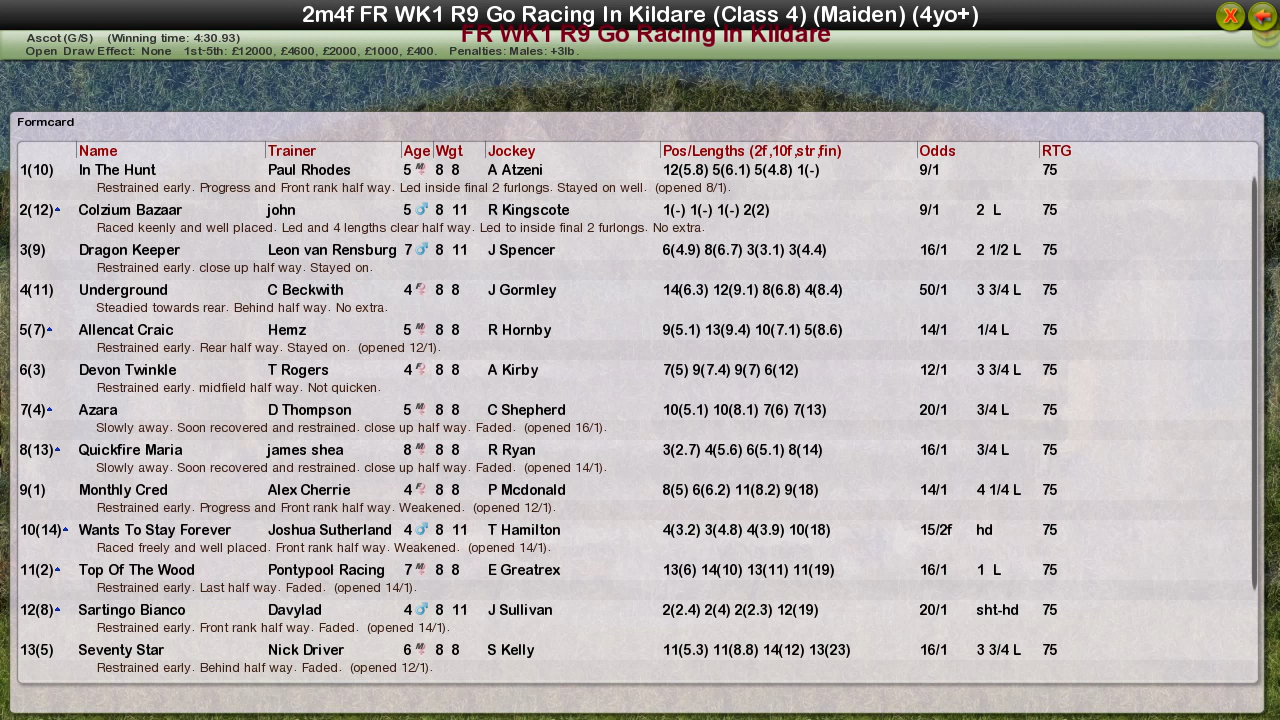 2m4f FR WK1 R9 Go Racing In Kildare (Class 4) (Maiden) (4yo+)
FR WK1 R9 Go Racing In Kildare
Ascot(G/S) (Winning time: 4:30.93)
Open Draw Effect: None 1st-5th: £12000, £4600, £2000, £1000, £400. Penalties: Males: +3lb.
Formcard
Name Trainer Age Wgt Jockey Pos/Lengths (2f,10f,str,fin) Odds RTG
1(10) In The Hunt Paul Rhodes 5 M 8 8 A Atzeni 12(5.8) 5(6.1) 5(4.8) 1(-) 9/1 75
Restrained early. Progress and Front rank half way. Led inside final 2 furlongs. Stayed on well. (opened 8/1).
2(12) Colzium Bazaar john 5 8 11 R Kingscote 1(-) 1(-) 1(-) 2(2) 9/1 2 L 75
Raced keenly and well placed. Led and 4 lengths clear half way. Led to inside final 2 furlongs. No extra.
3(9) Dragon Keeper Leon van Rensburg 7 8 11 J Spencer 6(4.9) 8(6.7) 3(3.1) 3(4.4) 16/1 2 1/2 L 75
Restrained early. close up half way. Stayed on.
4(11) Underground C Beckwith 4 F 8 8 J Gormley 14(6.3) 12(9.1) 8(6.8) 4(8.4) 50/1 3 3/4 L 75
Steadied towards rear. Behind half way. No extra.
5(7) Allencat Craic Hemz 5 M 8 8 R Hornby 9(5.1) 13(9.4) 10(7.1) 5(8.6) 14/1 1/4 L 75
Restrained early. Rear half way. Stayed on. (opened 12/1).
6(3) Devon Twinkle T Rogers 4 F 8 8 A Kirby 7(5) 9(7.4) 9(7) 6(12) 12/1 3 3/4 L 75
Restrained early. midfield half way. Not quicken.
7(4) Azara D Thompson 5 M 8 8 C Shepherd 10(5.1) 10(8.1) 7(6) 7(13) 20/1 3/4 L 75
Slowly away. Soon recovered and restrained. close up half way. Faded. (opened 16/1).
8(13) Quickfire Maria james shea 8 M 8 8 R Ryan 3(2.7) 4(5.6) 6(5.1) 8(14) 16/1 3/4 L 75
Slowly away. Soon recovered and restrained. close up half way. Faded. (opened 14/1).
9(1) Monthly Cred Alex Cherrie 4 F 8 8 P Mcdonald 8(5) 6(6.2) 11(8.2) 9(18) 14/1 4 1/4 L 75
Restrained early. Progress and Front rank half way. Weakened. (opened 12/1).
10(14) Wants To Stay Forever Joshua Sutherland 4 8 11 T Hamilton 4(3.2) 3(4.8) 4(3.9) 10(18) 15/2f hd 75
Raced freely and well placed. Front rank half way. Weakened. (opened 14/1).
11(2) Top Of The Wood Pontypool Racing 7 M 8 8 E Greatrex 13(6) 14(10) 13(11) 11(19) 16/1 1 L 75
Restrained early. Last half way. Faded. (opened 14/1).
12(8) Sartingo Bianco Davylad 4 8 11 J Sullivan 2(2.4) 2(4) 2(2.3) 12(19) 20/1 sht-hd 75
Restrained early. Front rank half way. Faded. (opened 14/1).
13(5) Seventy Star Nick Driver 6 M 8 8 S Kelly 11(5.3) 11(8.8) 14(12) 13(23) 16/1 3 3/4 L 75
Restrained early. Behind half way. Faded. (opened 12/1).